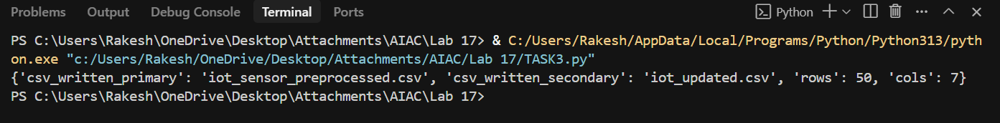 Problems Output Debug Console Terminal Ports Python
PS C:\Users\Rakesh\OneDrive\Desktop\Attachments\AIAC\Lab 17> & C:/Users/Rakesh/AppData/Local/Programs/Python/Python313/pyth
on.exe "c:/Users/Rakesh/OneDrive/Desktop/Attachments/AIAC/Lab 17/TASK3.py"
{'csv_written_primary': 'iot_sensor_preprocessed.csv', 'csv_written_secondary': 'iot_updated.csv', 'rows': 50, 'cols': 7}
PS C:\Users\Rakesh\OneDrive\Desktop\Attachments\AIAC\Lab 17>